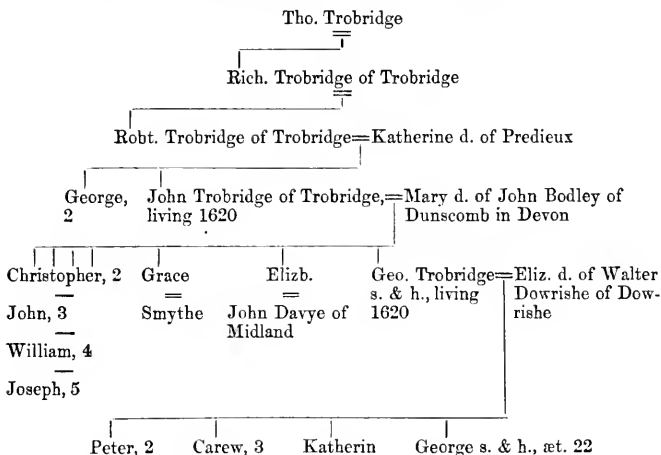 Tho. Trobridge
=
Rich. Trobridge of Trobridge
=
Robt. Trobridge of Trobridge=Katherine d. of Predieux
George, John Trobridge of Trobridge,=Mary d. of John Bodley of
2 living 1620 Dunscomb in Devon
Christopher, 2 Grace Elizb. Geo. Trobridge=Eliz. d. of Walter
= = s. & h., living Dowrishe of Dow-
John, 3 Smythe John Davye of 1620 rishe
Midland
William, 4
Joseph, 5
Peter, 2 Carew, 3 Katherin George s. & h., æt. 22